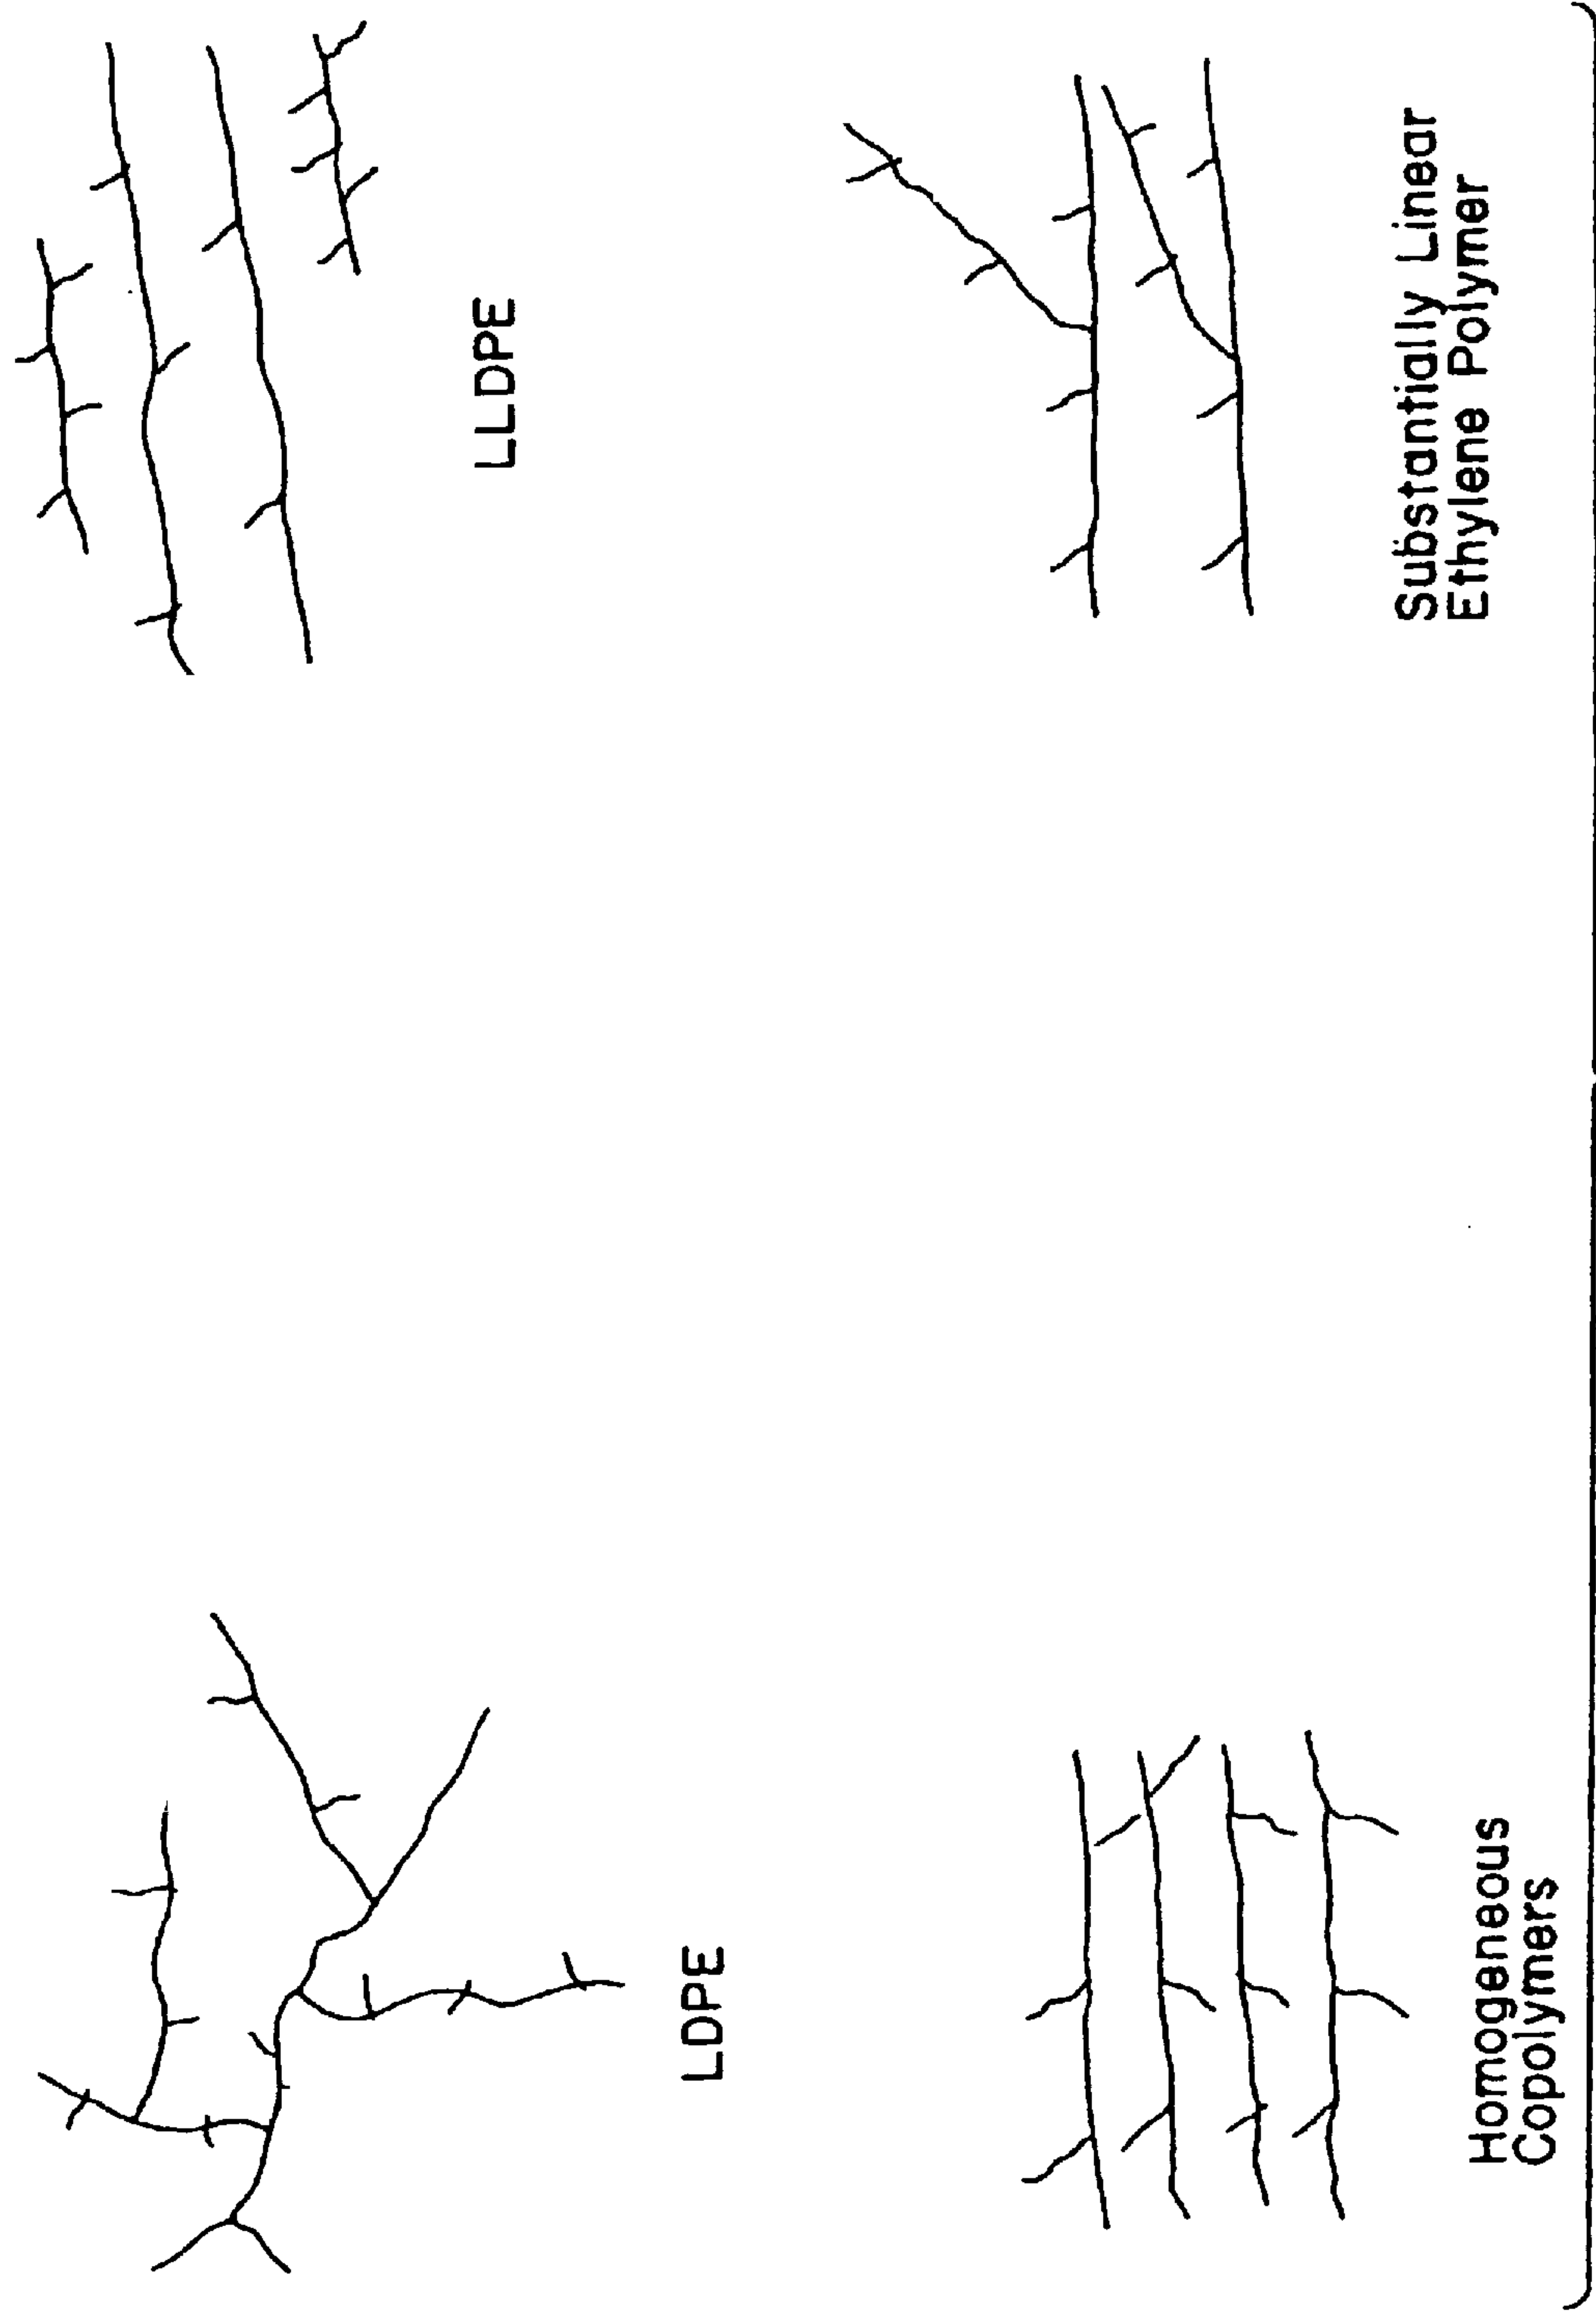 LDPE
LLDPE
Homogeneous
Copolymers
Substantially Linear
Ethylene Polymer